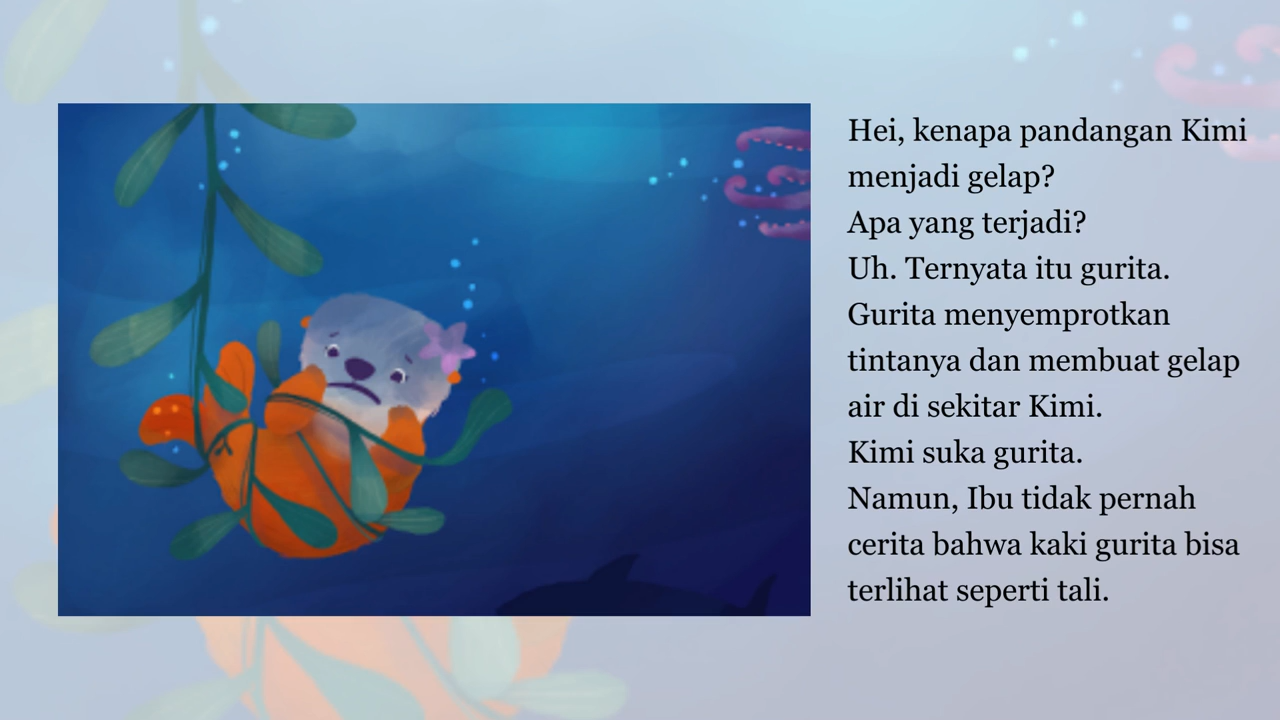 Hei, kenapa pandangan Kimi
menjadi gelap?
Apa yang terjadi?
Uh. Ternyata itu gurita.
Gurita menyemprotkan
tintanya dan membuat gelap
air di sekitar Kimi.
Kimi suka gurita.
Namun, Ibu tidak pernah
cerita bahwa kaki gurita bisa
terlihat seperti tali.